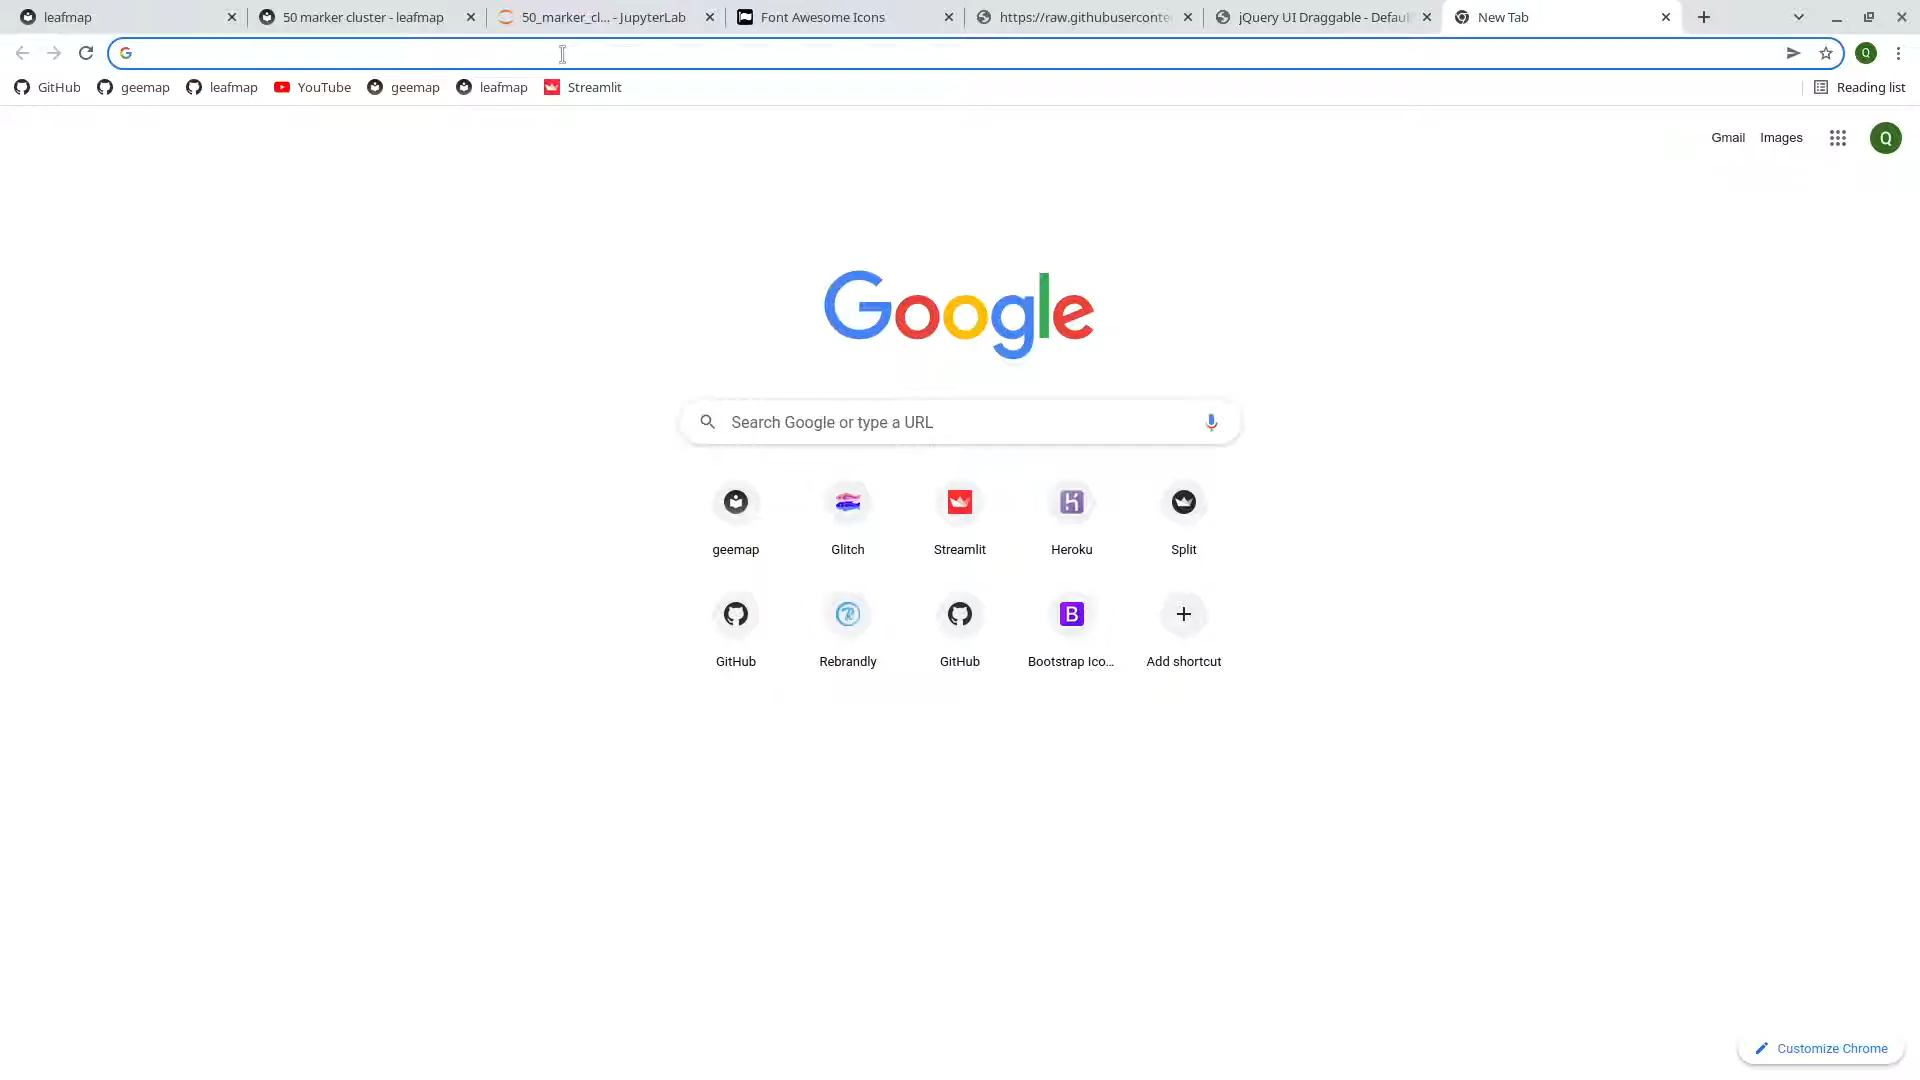 leafmap
50 marker cluster - leafmap
50_marker_cl... - JupyterLab
Font Awesome Icons
https://raw.githubuserconte
jQuery UI Draggable - Defaul
New Tab
Q
GitHub
geemap
leafmap
YouTube
geemap
leafmap
Streamlit
Reading list
Gmail
Images
Q
Google
Search Google or type a URL
geemap
Glitch
Streamlit
Heroku
Split
GitHub
Rebrandly
GitHub
B
Bootstrap Ico...
Add shortcut
Customize Chrome